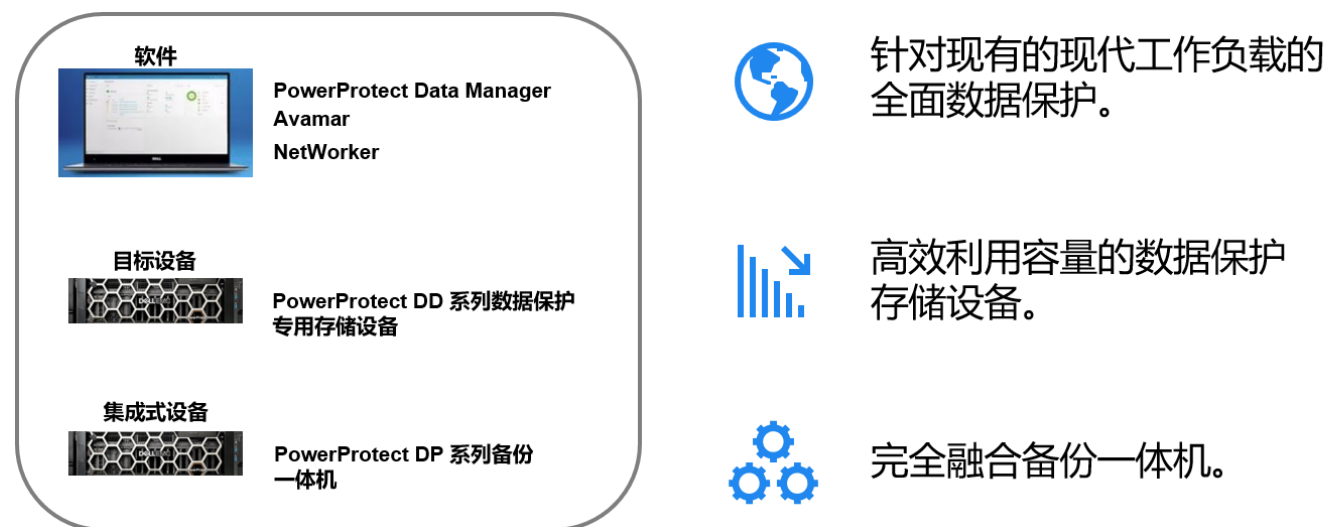 软件
PowerProtect Data Manager
Avamar
NetWorker
目标设备
PowerProtect DD 系列数据保护
专用存储设备
集成式设备
PowerProtect DP 系列备份
一体机
针对现有的现代工作负载的
全面数据保护。
高效利用容量的数据保护
存储设备。
完全融合备份一体机。